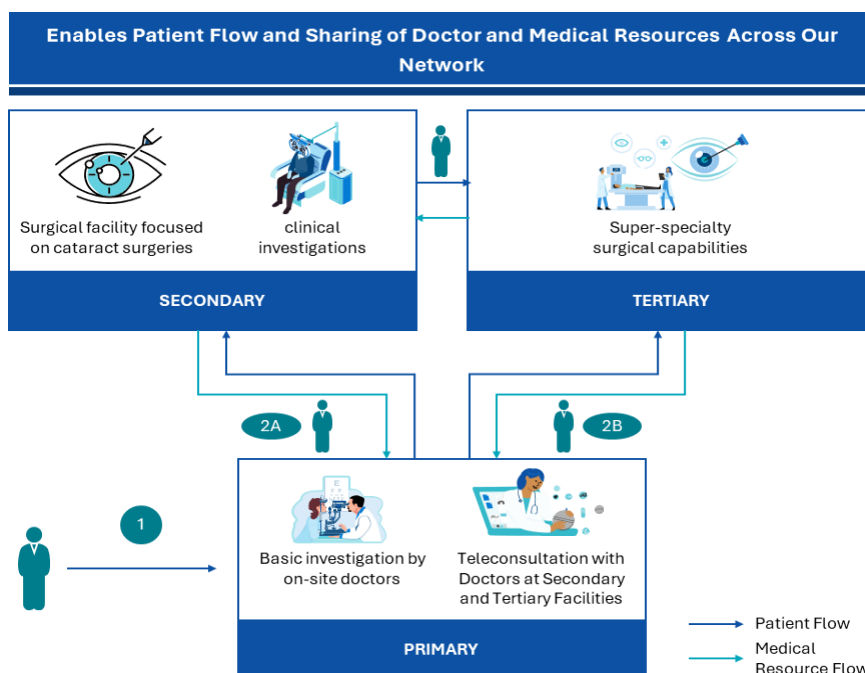 Enables Patient Flow and Sharing of Doctor and Medical Resources Across Our
Network
Surgical facility focused
on cataract surgeries
clinical
investigations
SECONDARY
Super-specialty
surgical capabilities
TERTIARY
2A
2B
1
E
Basic investigation by
on-site doctors
Teleconsultation with
Doctors at Secondary
and Tertiary Facilities
PRIMARY
Patient Flow
Medical
Resource Flow